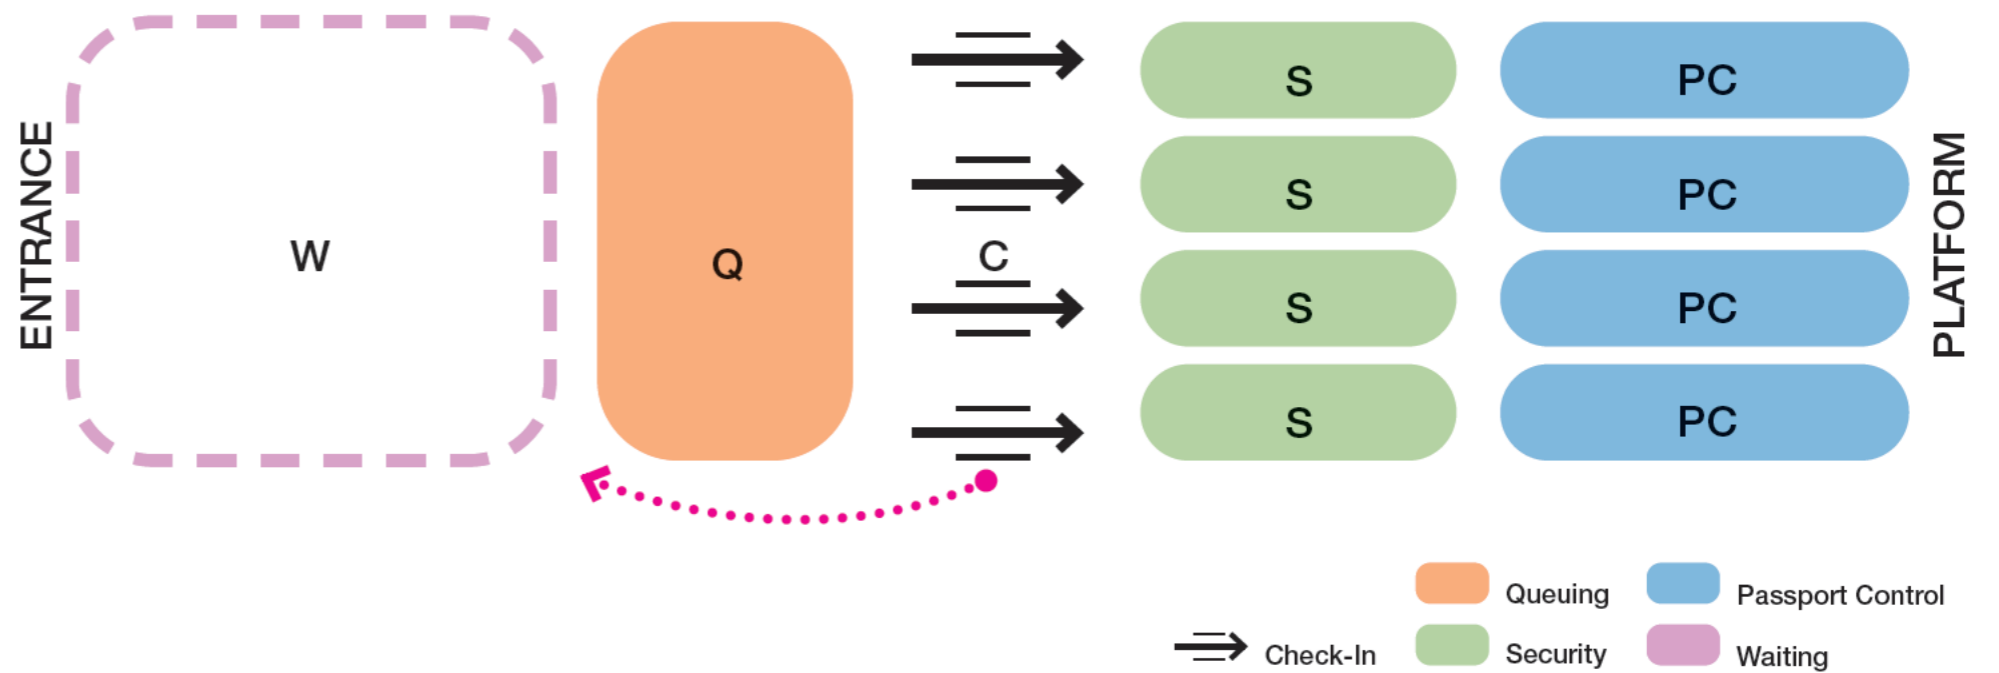 ENTRANCE
W
Q
C
S
PC
S
PC
S
PC
S
PC
PLATFORM
Queuing
Passport Control
Check-In
Security
Waiting